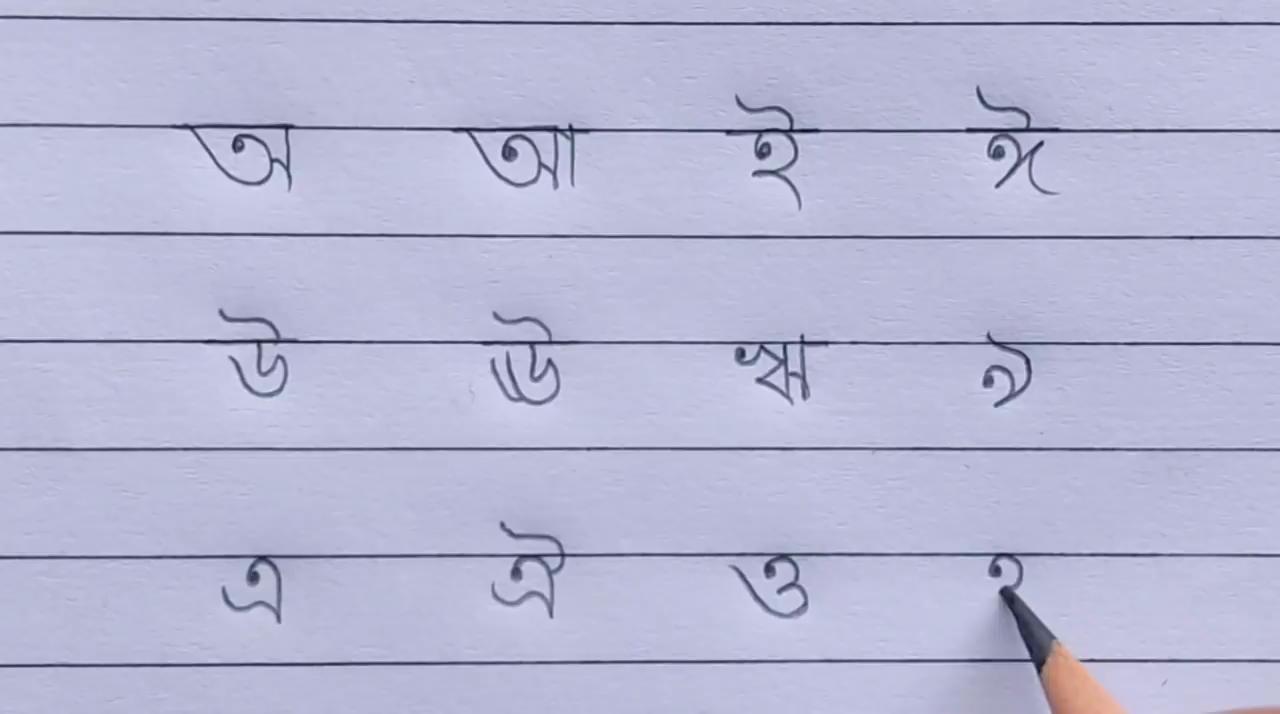 অ আ ই ঈ
উ ঊ ঋ ঌ
এ ঐ ও